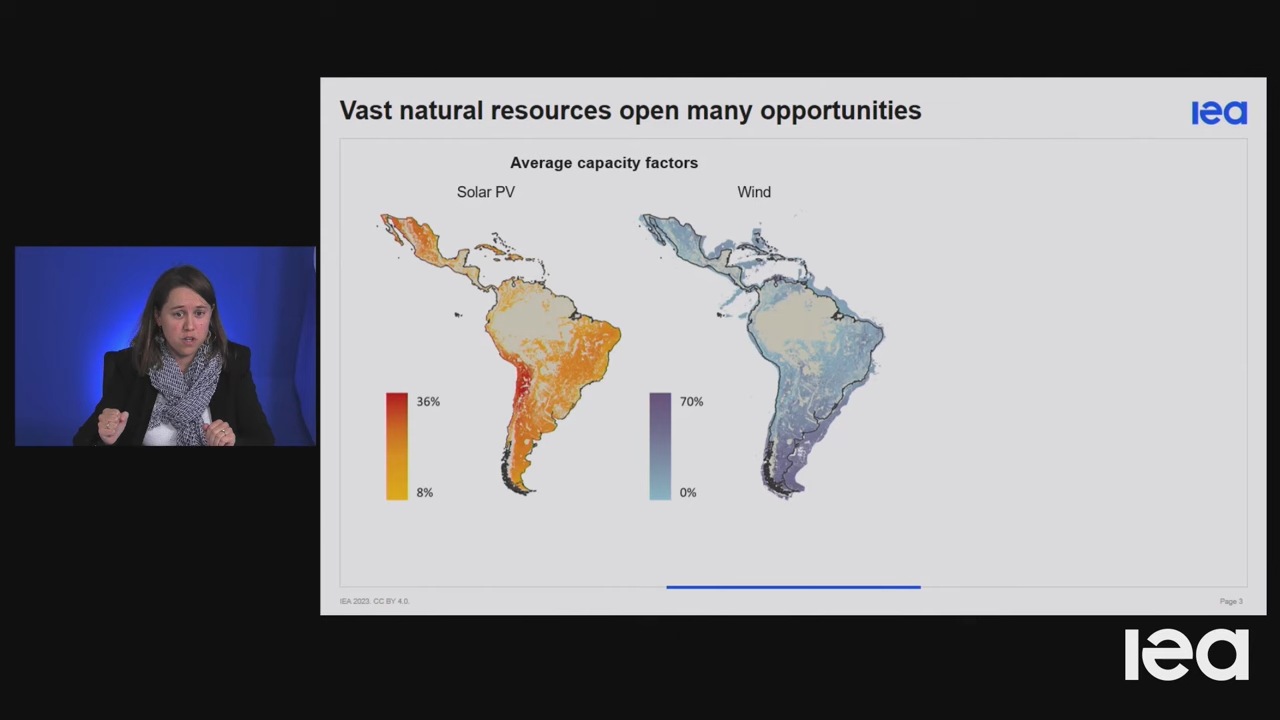 Vast natural resources open many opportunities
iea
Average capacity factors
Solar PV
Wind
36%
8%
70%
0%
IEA 2023. CC BY 4.0.
Page 3
iea